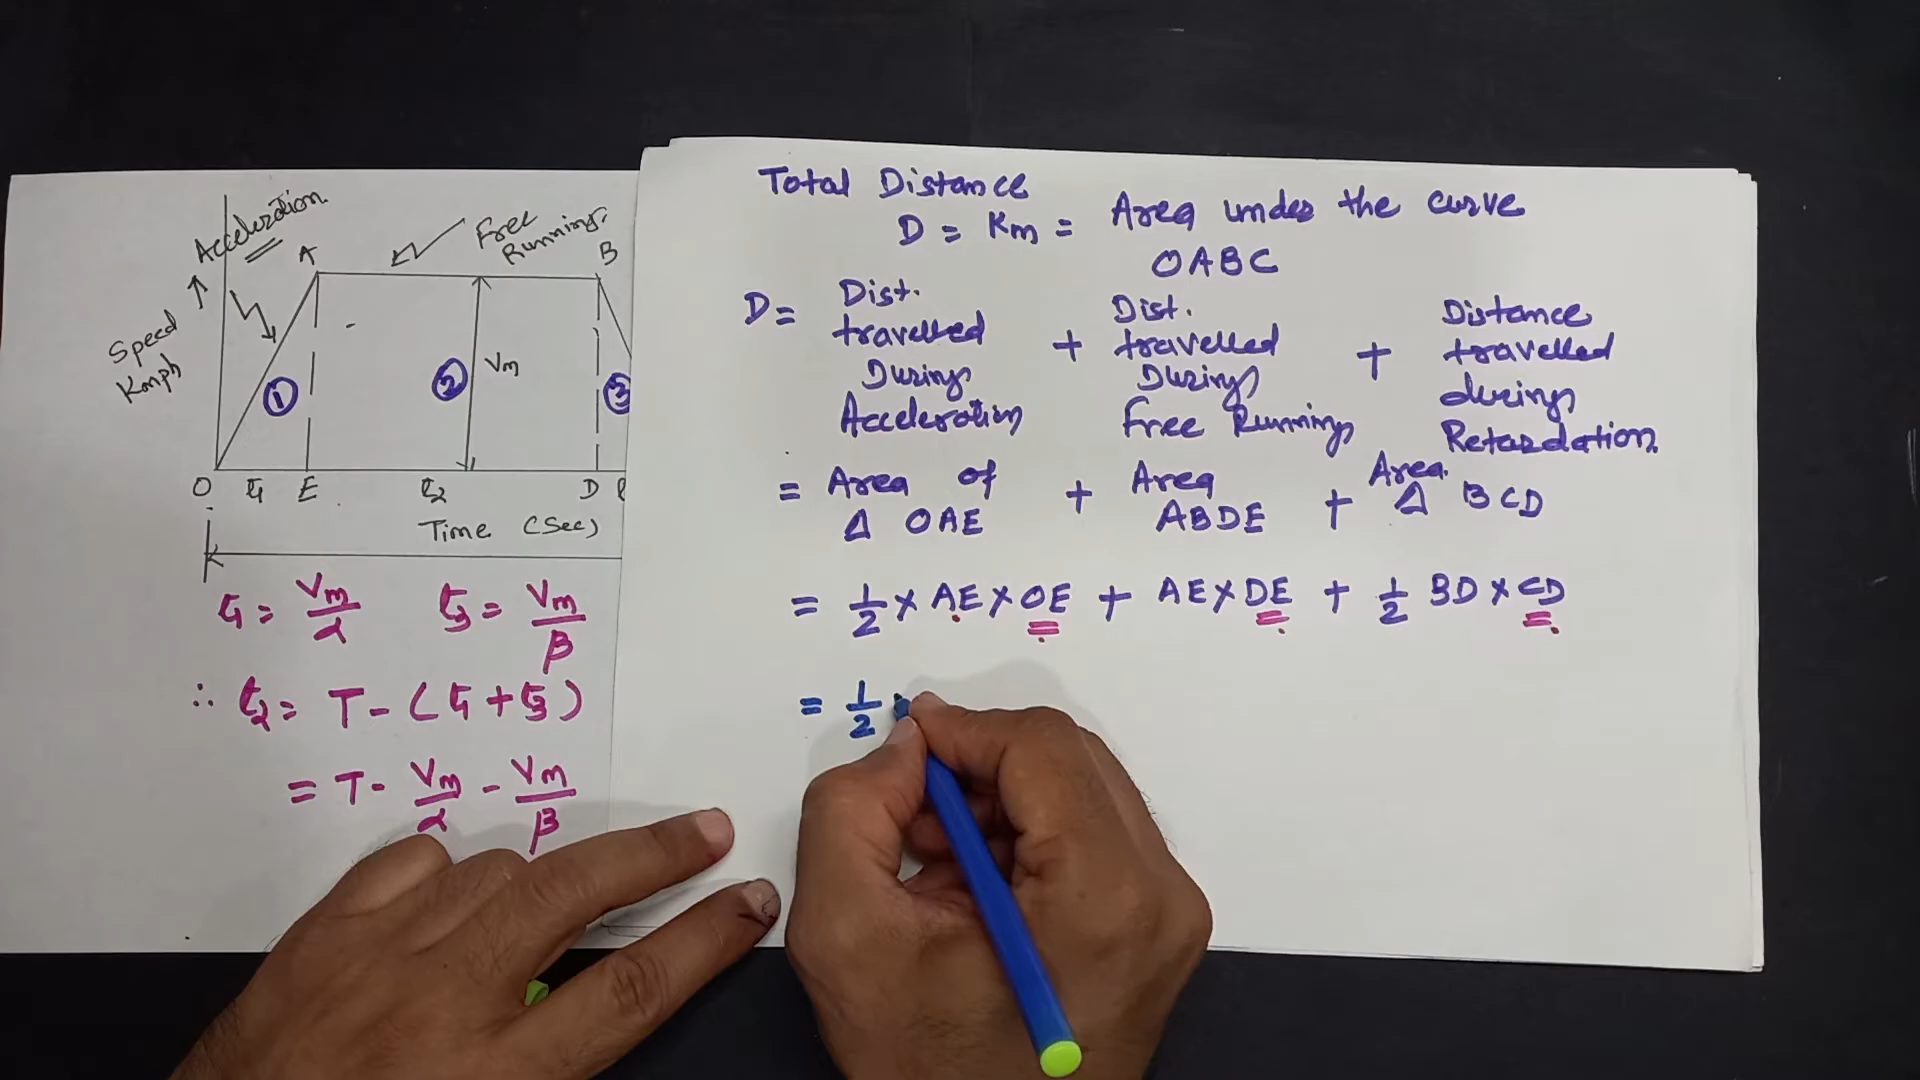 Acceleration
Free
Running.
A
B
Speed
Kmph
①
②
Vm
③
O t₁ E t₂ D
Time (Sec)
t₁ = Vm/α t₃ = Vm/β
∴ t₂ = T - (t₁ + t₃)
= T - Vm/α - Vm/β
Total Distance
D = Km = Area under the curve
OABC
D = Dist. travelled During Acceleration + Dist. travelled During Free Running + Distance travelled during Retardation.
= Area of Δ OAE + Area ABDE + Area. Δ BCD
= 1/2 × AE × OE + AE × DE + 1/2 BD × CD
= 1/2